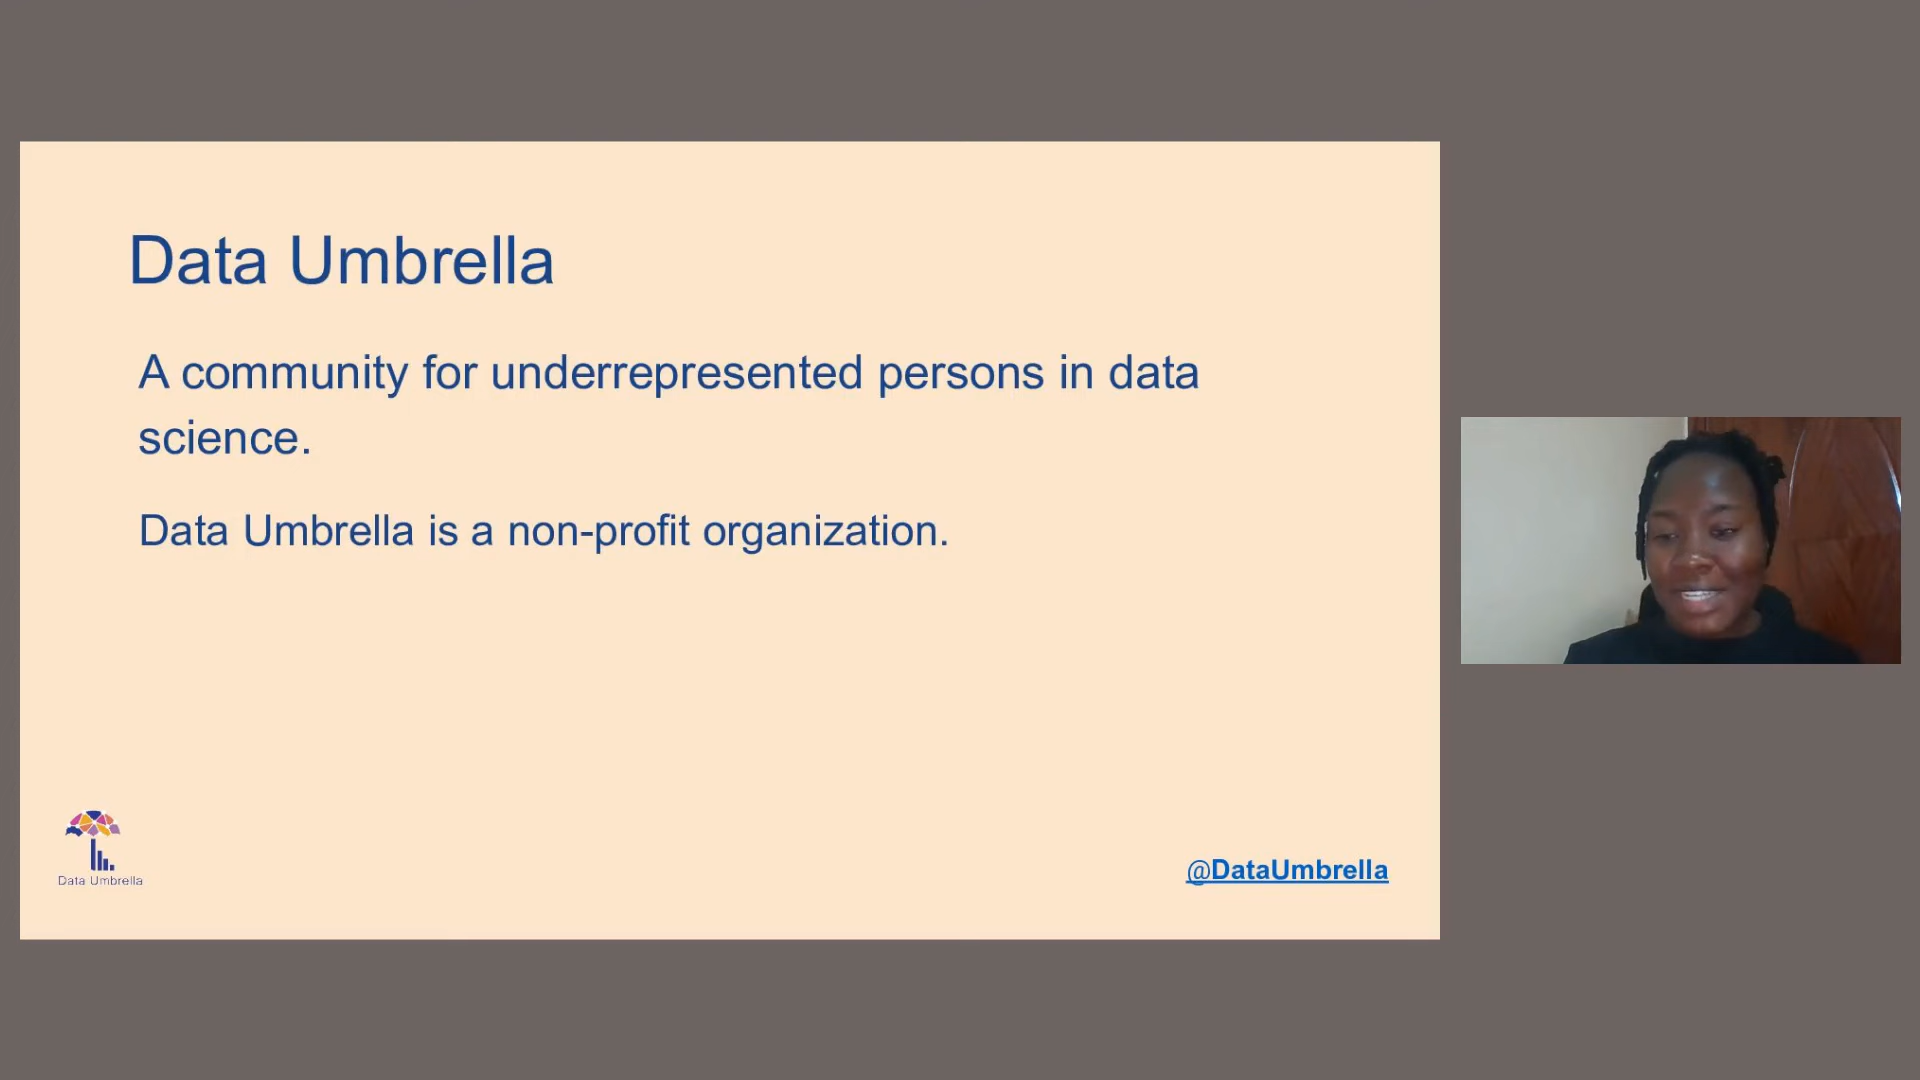 Data Umbrella
A community for underrepresented persons in data
science.
Data Umbrella is a non-profit organization.
Data Umbrella
@DataUmbrella